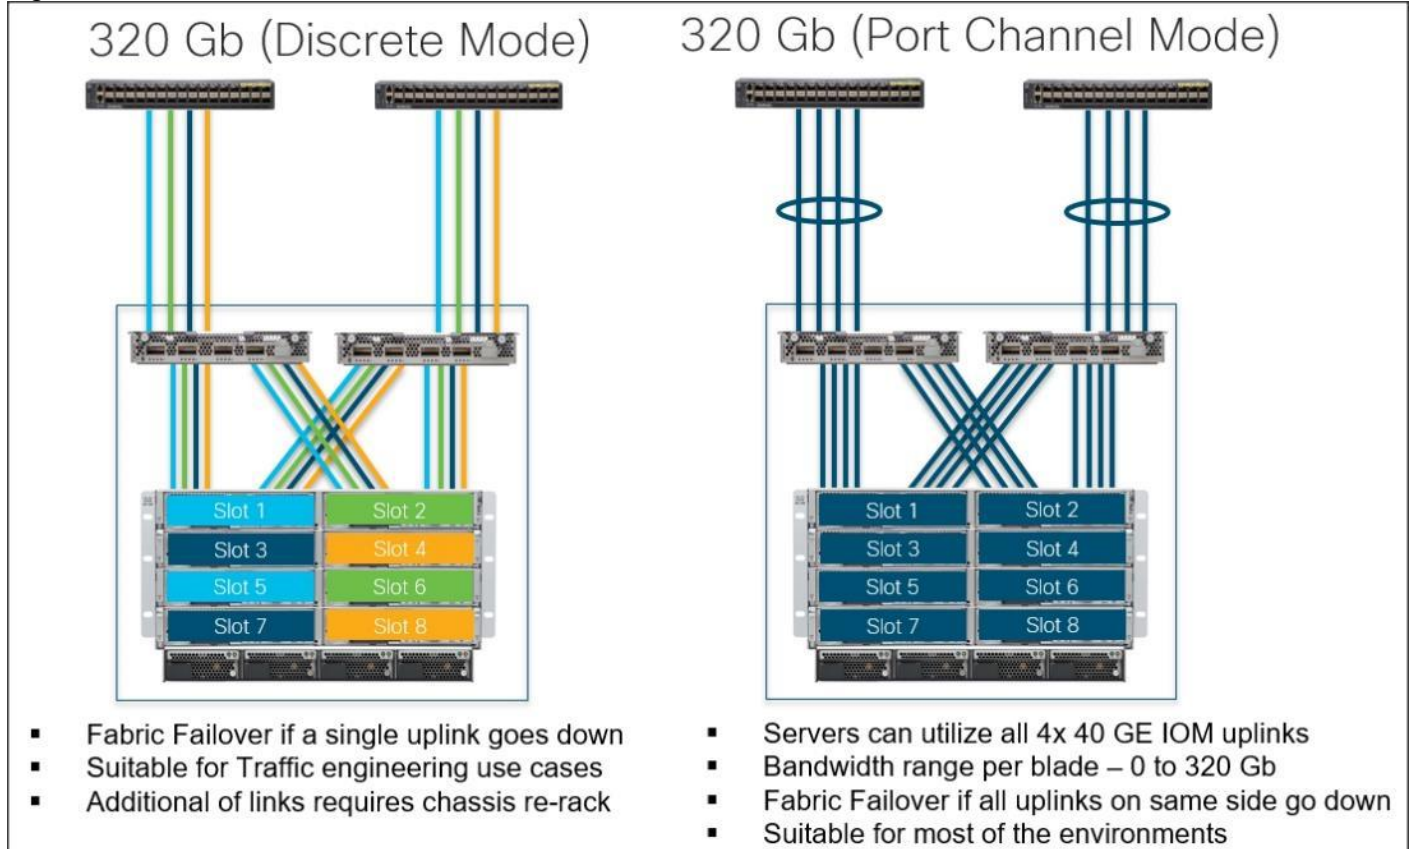 320 Gb (Discrete Mode)
320 Gb (Port Channel Mode)
Slot 1
Slot 2
Slot 3
Slot 4
Slot 5
Slot 6
Slot 7
Slot 8
Slot 1
Slot 2
Slot 3
Slot 4
Slot 5
Slot 6
Slot 7
Slot 8
▪ Fabric Failover if a single uplink goes down
▪ Suitable for Traffic engineering use cases
▪ Additional of links requires chassis re-rack
▪ Servers can utilize all 4x 40 GE IOM uplinks
▪ Bandwidth range per blade – 0 to 320 Gb
▪ Fabric Failover if all uplinks on same side go down
▪ Suitable for most of the environments